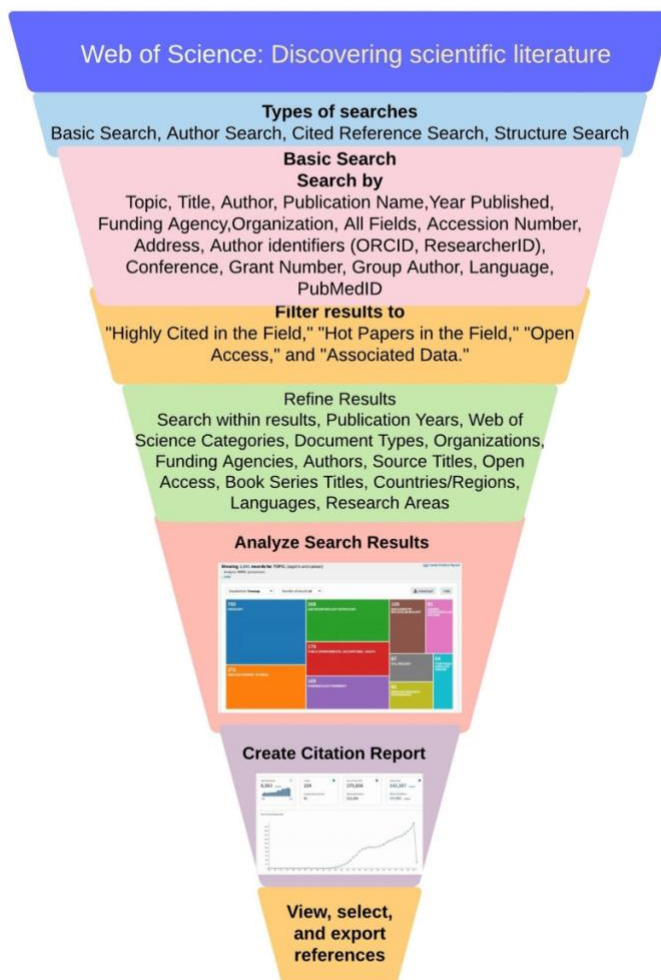 Web of Science: Discovering scientific literature
Types of searches
Basic Search, Author Search, Cited Reference Search, Structure Search
Basic Search
Search by
Topic, Title, Author, Publication Name,Year Published,
Funding Agency,Organization, All Fields, Accession Number,
Address, Author identifiers (ORCID, ResearcherID),
Conference, Grant Number, Group Author, Language,
PubMedID
Filter results to
"Highly Cited in the Field," "Hot Papers in the Field," "Open
Access," and "Associated Data."
Refine Results
Search within results, Publication Years, Web of
Science Categories, Document Types, Organizations,
Funding Agencies, Authors, Source Titles, Open
Access, Book Series Titles, Countries/Regions,
Languages, Research Areas
Analyze Search Results
Create Citation Report
View, select,
and export
references